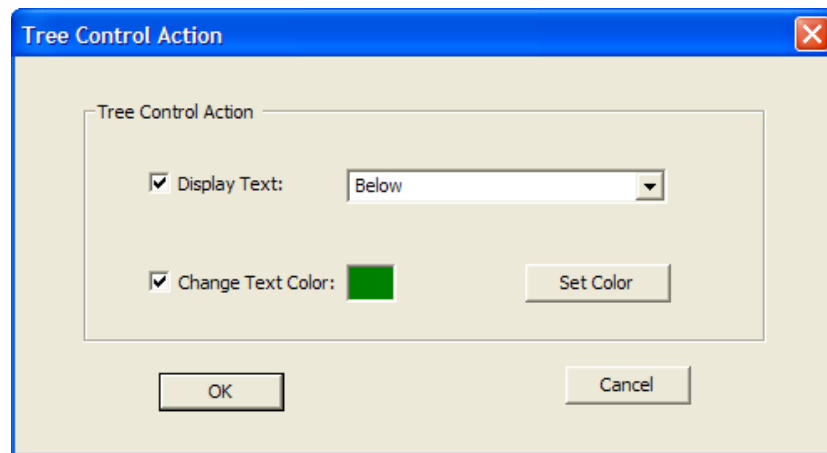 Tree Control Action
Tree Control Action
Display Text: Below
Change Text Color: Set Color
OK Cancel